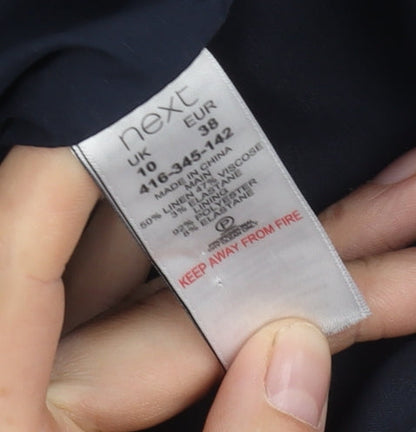 next
UK EUR
10 38
416-345-142
MADE IN CHINA
MAIN
50% LINEN 47% VISCOSE
3% ELASTANE
LINING
92% POLYESTER
8% ELASTANE
P
KEEP AWAY FROM FIRE